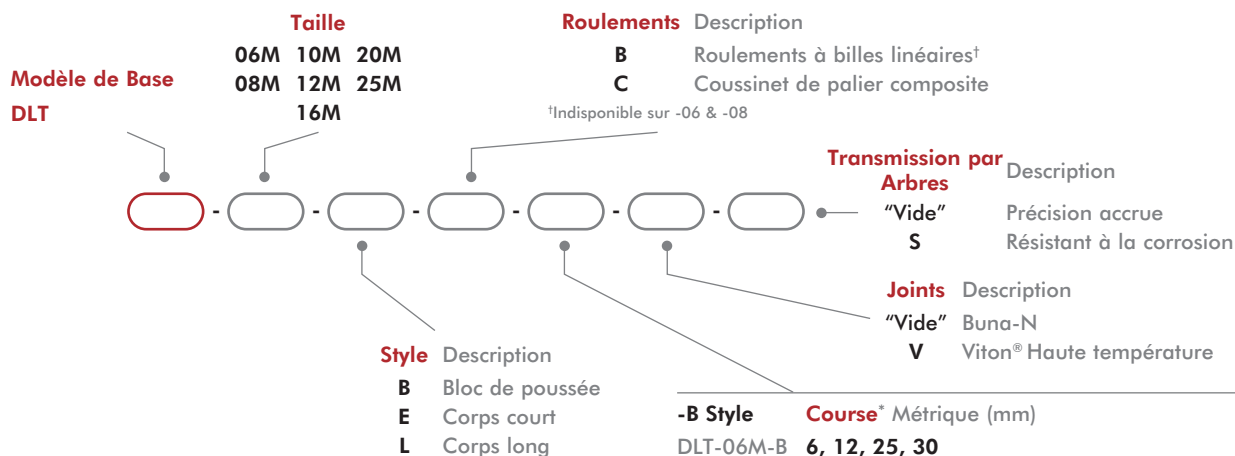 Taille
06M 10M 20M
08M 12M 25M
16M
Modèle de Base
DLT
Roulements Description
B Roulements à billes linéaires†
C Coussinet de palier composite
†Indisponible sur -06 & -08
Transmission par Arbres Description
"Vide" Précision accrue
S Résistant à la corrosion
- - - - - -
Joints Description
"Vide" Buna-N
V Viton® Haute température
Style Description
B Bloc de poussée
E Corps court
L Corps long
-B Style Course* Métrique (mm)
DLT-06M-B 6, 12, 25, 30